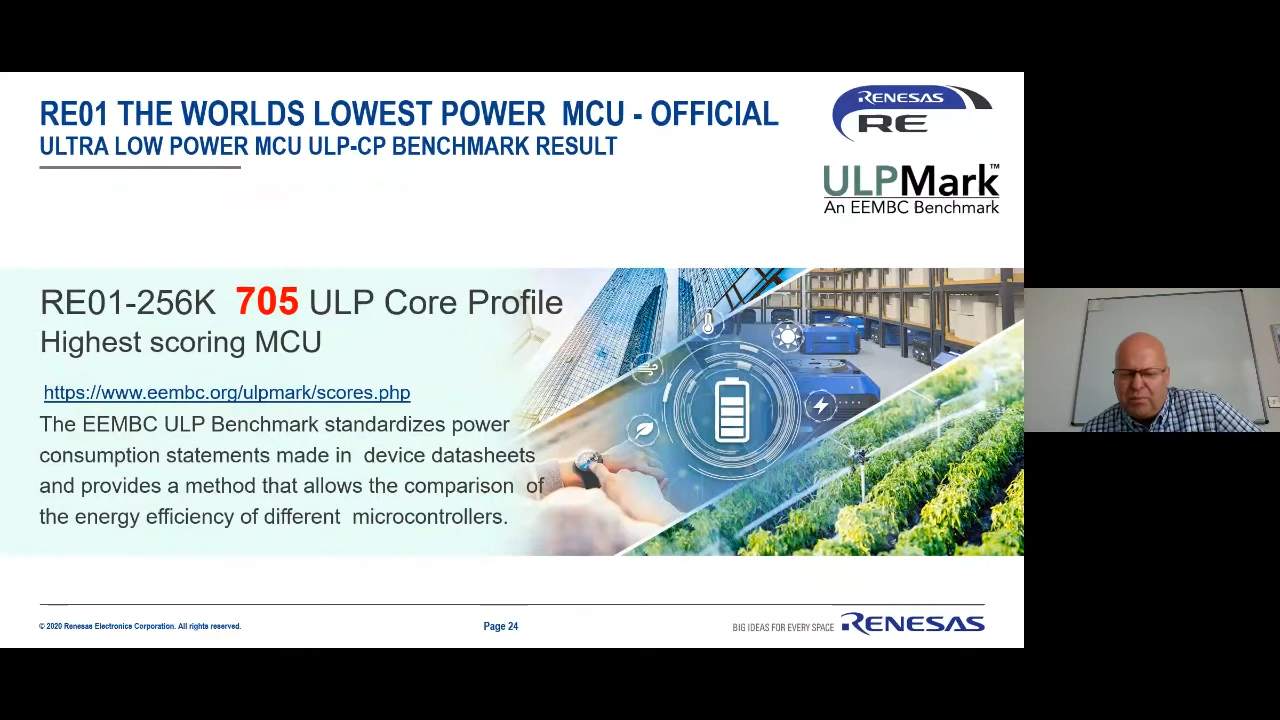 RE01 THE WORLDS LOWEST POWER MCU - OFFICIAL
ULTRA LOW POWER MCU ULP-CP BENCHMARK RESULT
RENESAS
RE
ULPMark™
An EEMBC Benchmark
RE01-256K 705 ULP Core Profile
Highest scoring MCU
https://www.eembc.org/ulpmark/scores.php
The EEMBC ULP Benchmark standardizes power
consumption statements made in device datasheets
and provides a method that allows the comparison of
the energy efficiency of different microcontrollers.
© 2020 Renesas Electronics Corporation. All rights reserved.
Page 24
BIG IDEAS FOR EVERY SPACE RENESAS